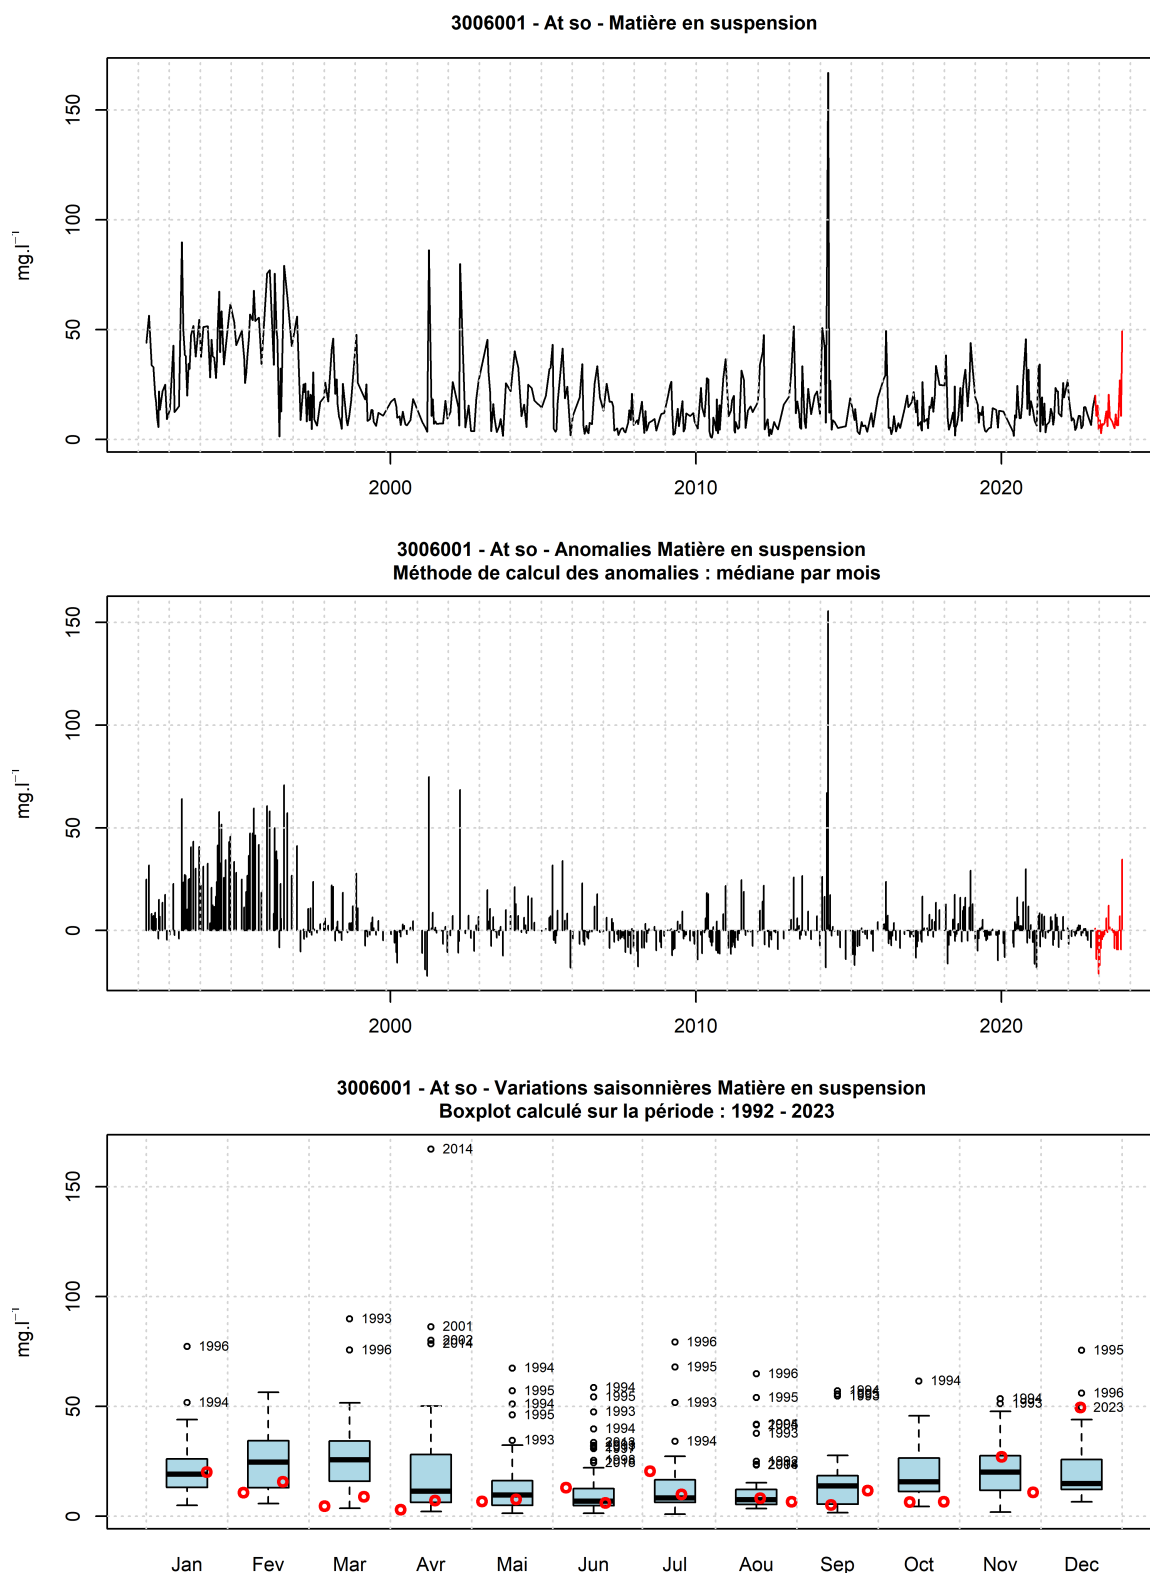 3006001 - At so - Matière en suspension
150
100
50
0
mg.l⁻¹
2000
2010
2020
3006001 - At so - Anomalies Matière en suspension
Méthode de calcul des anomalies : médiane par mois
150
100
50
0
mg.l⁻¹
2000
2010
2020
3006001 - At so - Variations saisonnières Matière en suspension
Boxplot calculé sur la période : 1992 - 2023
150
100
50
0
mg.l⁻¹
1996
1994
1993
1996
2014
2001
2002
2014
1994
1995
1994
1995
1993
1994
1995
1993
1994
1996
1995
1993
1994
1996
1995
1993
1994
1993
1994
1994
1993
1995
1996
2023
Jan
Fev
Mar
Avr
Mai
Jun
Jul
Aou
Sep
Oct
Nov
Dec